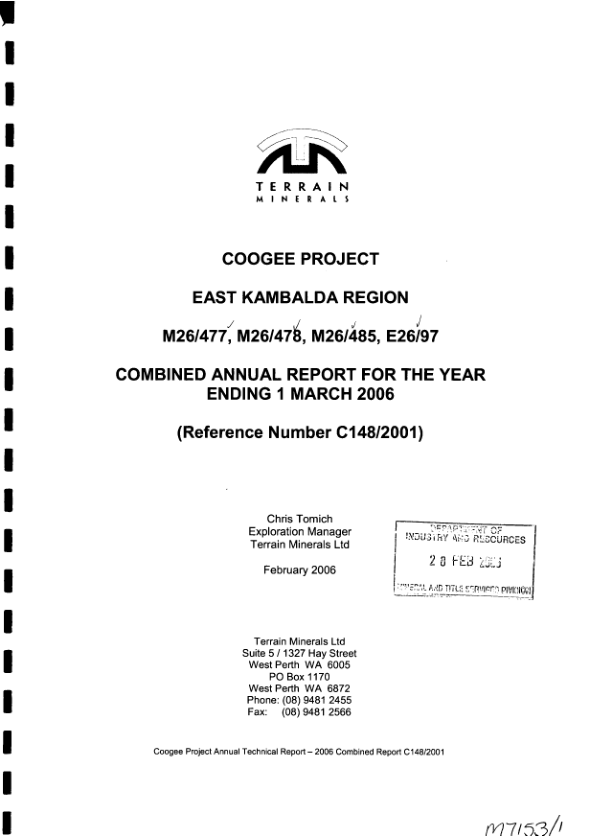 TERRAIN
MINERALS
COOGEE PROJECT
EAST KAMBALDA REGION
M26/477, M26/478, M26/485, E26/97
COMBINED ANNUAL REPORT FOR THE YEAR
ENDING 1 MARCH 2006
(Reference Number C148/2001)
Chris Tomich
Exploration Manager
Terrain Minerals Ltd
February 2006
DEPARTMENT OF
INDUSTRY AND RESOURCES
28 FEB 2006
MINERAL AND TITLE SERVICES DIVISION
Terrain Minerals Ltd
Suite 5 / 1327 Hay Street
West Perth WA 6005
PO Box 1170
West Perth WA 6872
Phone: (08) 9481 2455
Fax: (08) 9481 2566
Coogee Project Annual Technical Report – 2006 Combined Report C148/2001
M7153/1